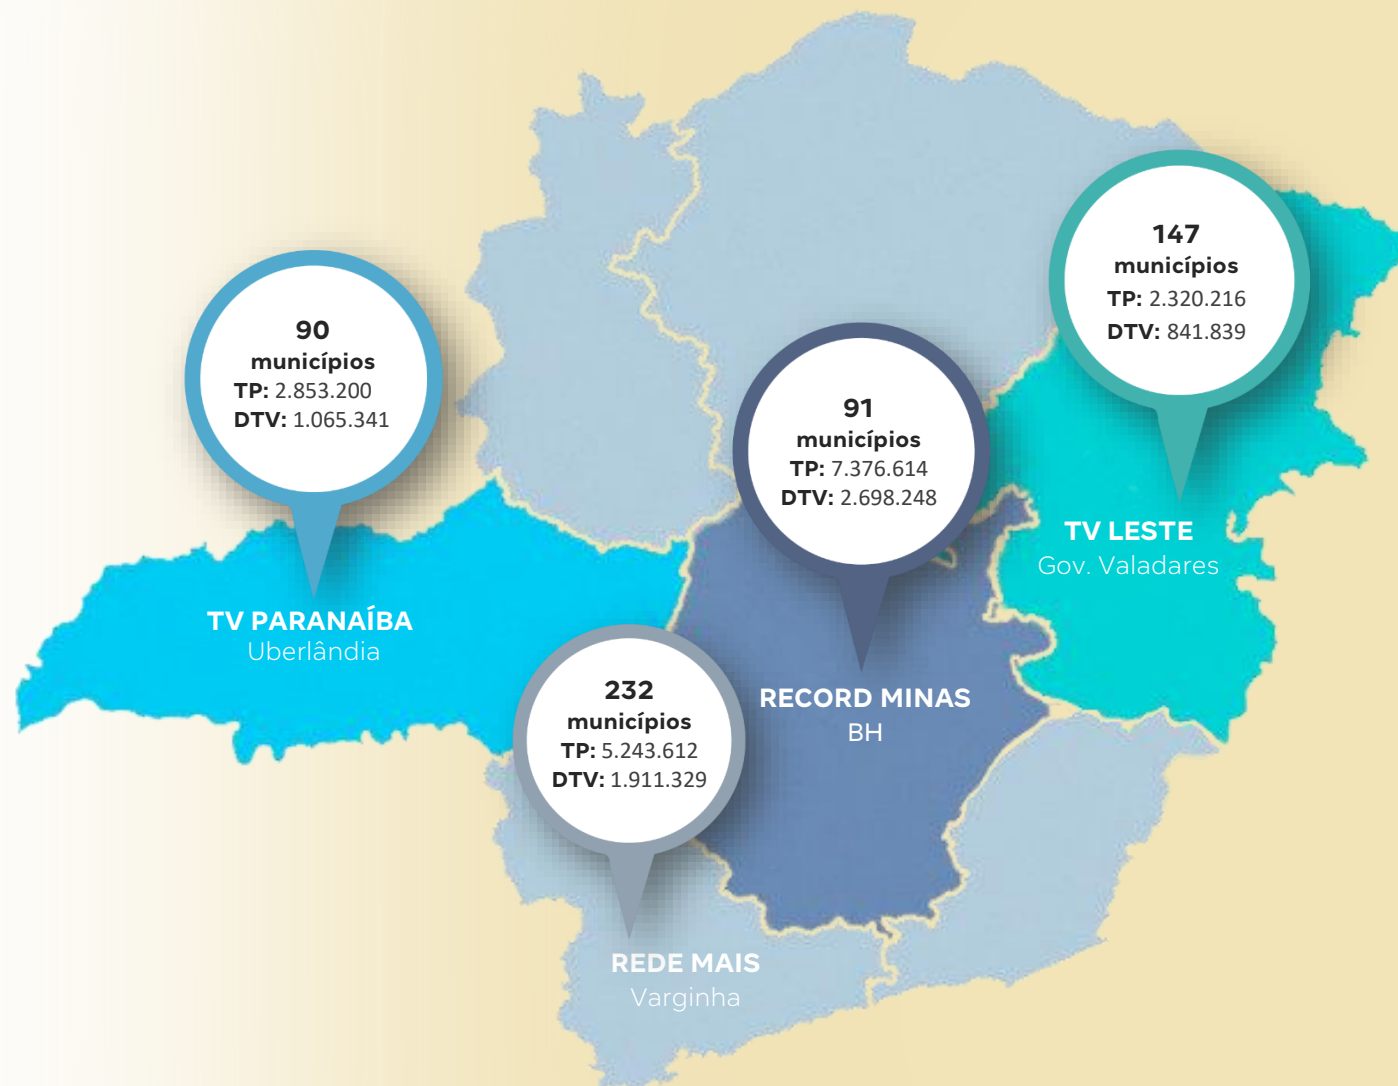 147
municípios
TP: 2.320.216
DTV: 841.839
TV LESTE
Gov. Valadares
90
municípios
TP: 2.853.200
DTV: 1.065.341
TV PARANAÍBA
Uberlândia
91
municípios
TP: 7.376.614
DTV: 2.698.248
RECORD MINAS
BH
232
municípios
TP: 5.243.612
DTV: 1.911.329
REDE MAIS
Varginha